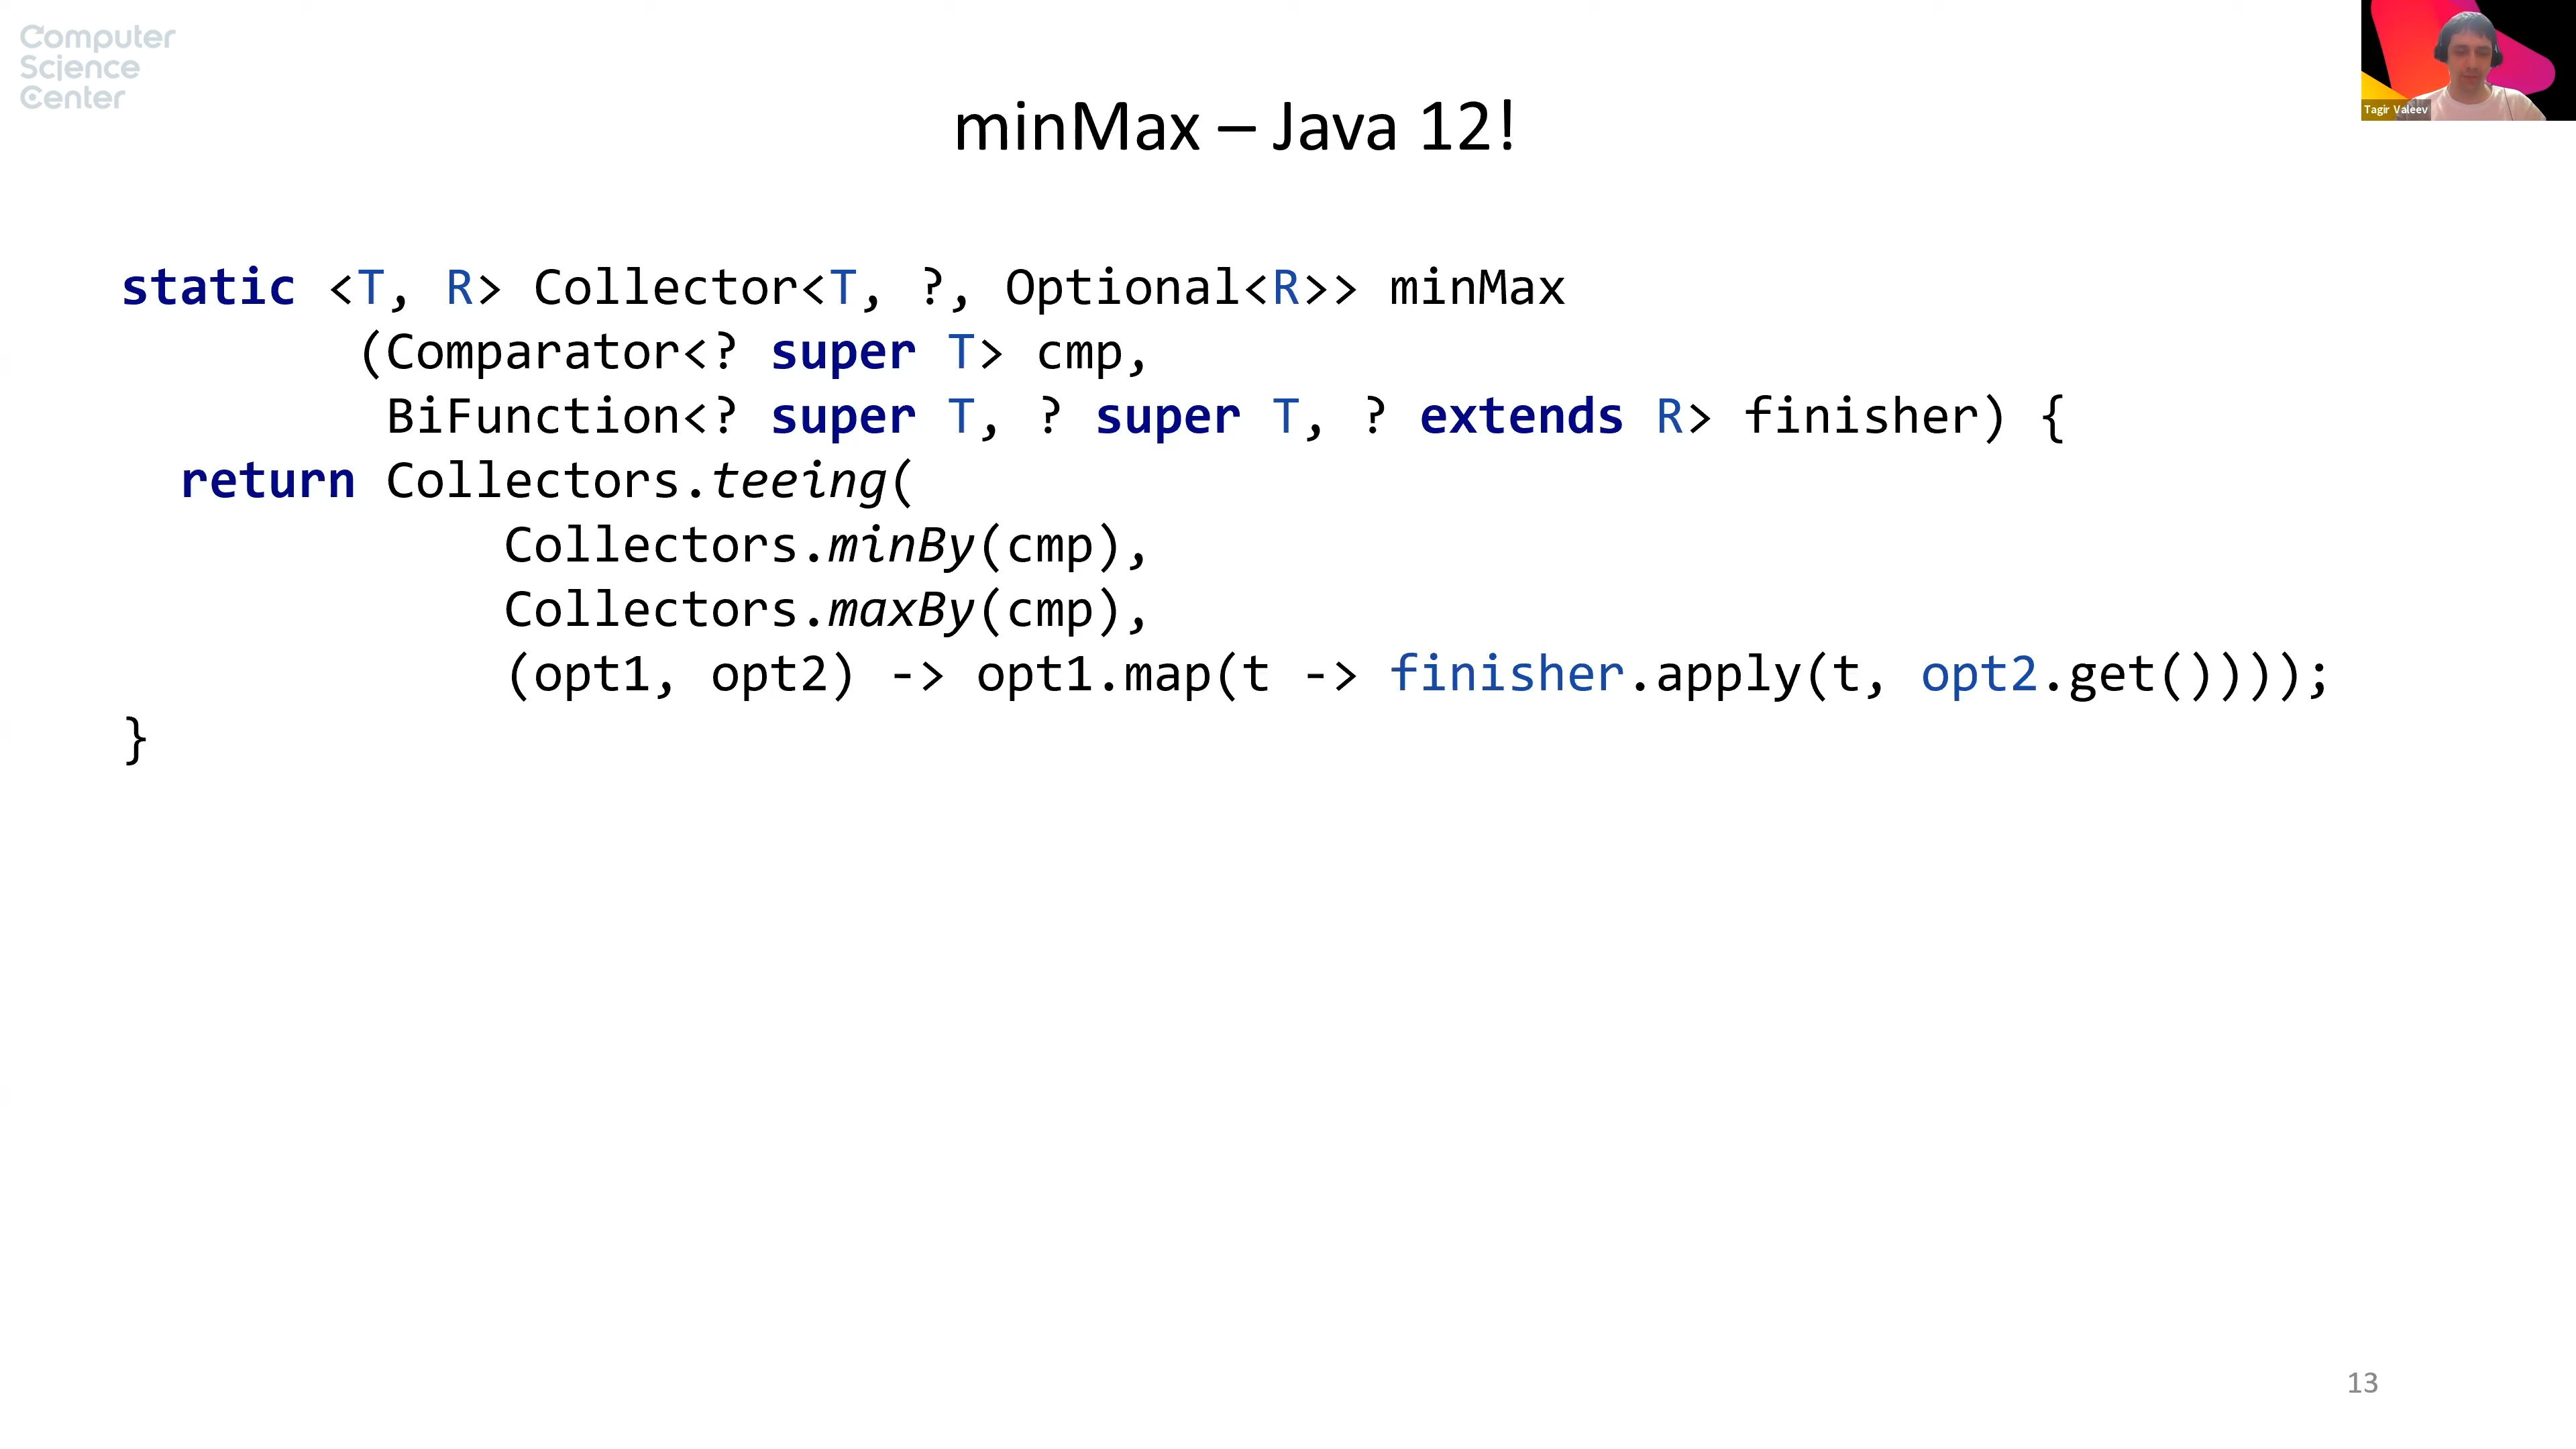 Computer
Science
Center
Tagir Valeev
minMax – Java 12!
static <T, R> Collector<T, ?, Optional<R>> minMax
(Comparator<? super T> cmp,
BiFunction<? super T, ? super T, ? extends R> finisher) {
return Collectors.teeing(
Collectors.minBy(cmp),
Collectors.maxBy(cmp),
(opt1, opt2) -> opt1.map(t -> finisher.apply(t, opt2.get())));
}
13